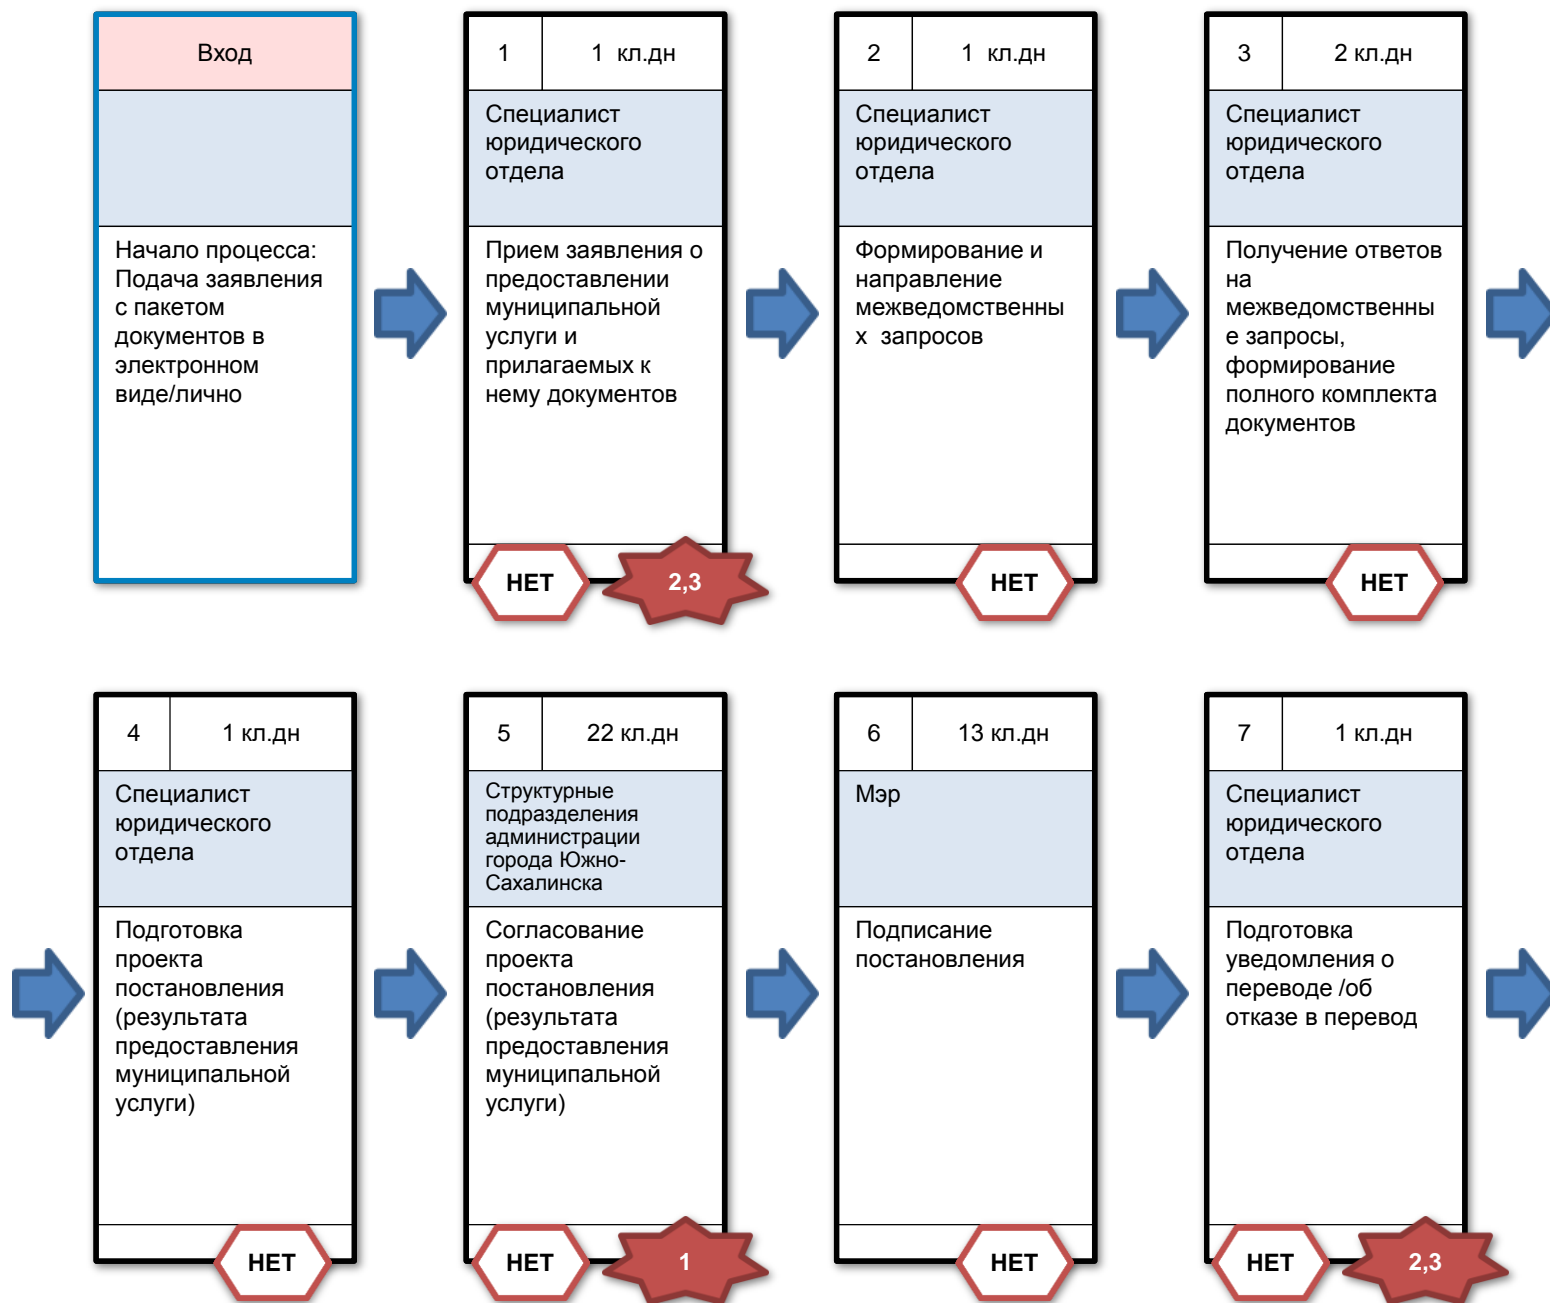 Вход
Начало процесса:
Подача заявления
с пакетом
документов в
электронном
виде/лично
1
1 кл.дн
Специалист
юридического
отдела
Прием заявления о
предоставлении
муниципальной
услуги и
прилагаемых к
нему документов
НЕТ
2,3
2
1 кл.дн
Специалист
юридического
отдела
Формирование и
направление
межведомственны
х запросов
НЕТ
3
2 кл.дн
Специалист
юридического
отдела
Получение ответов
на
межведомственны
е запросы,
формирование
полного комплекта
документов
НЕТ
4
1 кл.дн
Специалист
юридического
отдела
Подготовка
проекта
постановления
(результата
предоставления
муниципальной
услуги)
НЕТ
5
22 кл.дн
Структурные
подразделения
администрации
города Южно-
Сахалинска
Согласование
проекта
постановления
(результата
предоставления
муниципальной
услуги)
НЕТ
1
6
13 кл.дн
Мэр
Подписание
постановления
НЕТ
7
1 кл.дн
Специалист
юридического
отдела
Подготовка
уведомления о
переводе /об
отказе в перевод
НЕТ
2,3